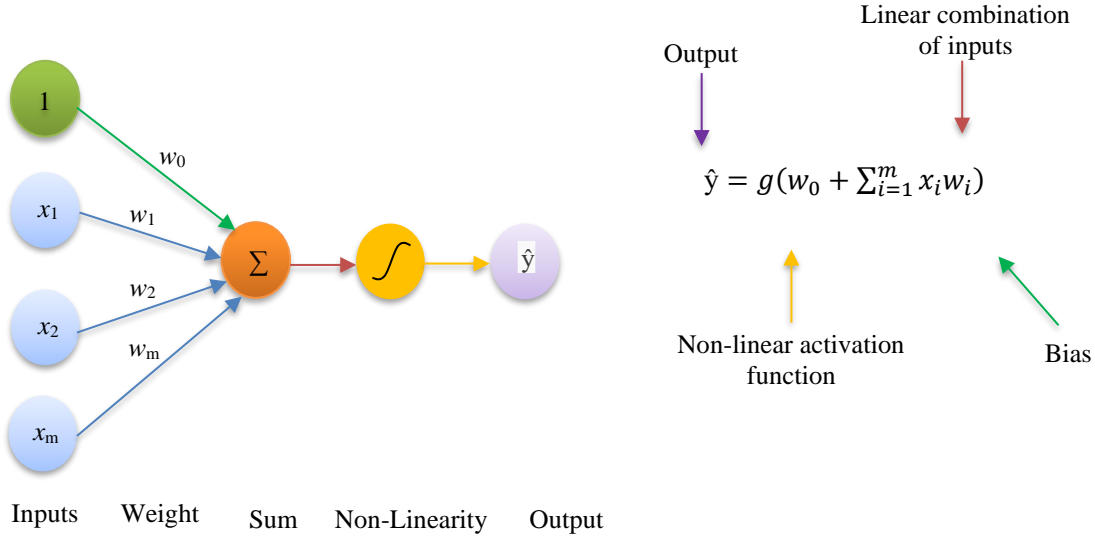 1
x₁
x₂
xₘ
w₀
w₁
w₂
wₘ
∑
ŷ
Inputs
Weight
Sum
Non-Linearity
Output
Output
Linear combination
of inputs
ŷ = g(w₀ + ∑ᵢ₌₁ᵐ xᵢwᵢ)
Non-linear activation
function
Bias